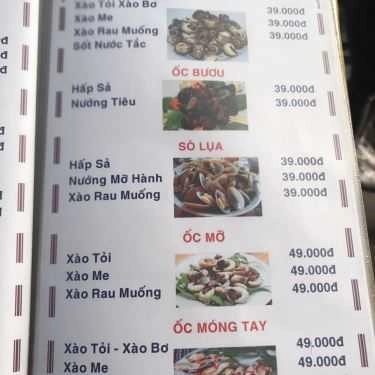 Xào Tỏi Xào Bơ 39.000đ
Xào Me 39.000đ
Xào Rau Muống 39.000đ
Sốt Nước Tắc 39.000đ
ỐC BƯƠU
Hấp Sả 39.000đ
Nướng Tiêu 39.000đ
SÒ LỤA
Hấp Sả 39.000đ
Nướng Mỡ Hành 39.000đ
Xào Rau Muống 39.000đ
ỐC MỠ
Xào Tỏi 49.000đ
Xào Me 49.000đ
Xào Rau Muống 49.000đ
ỐC MÓNG TAY
Xào Tỏi - Xào Bơ 49.000đ
Xào Me 49.000đ